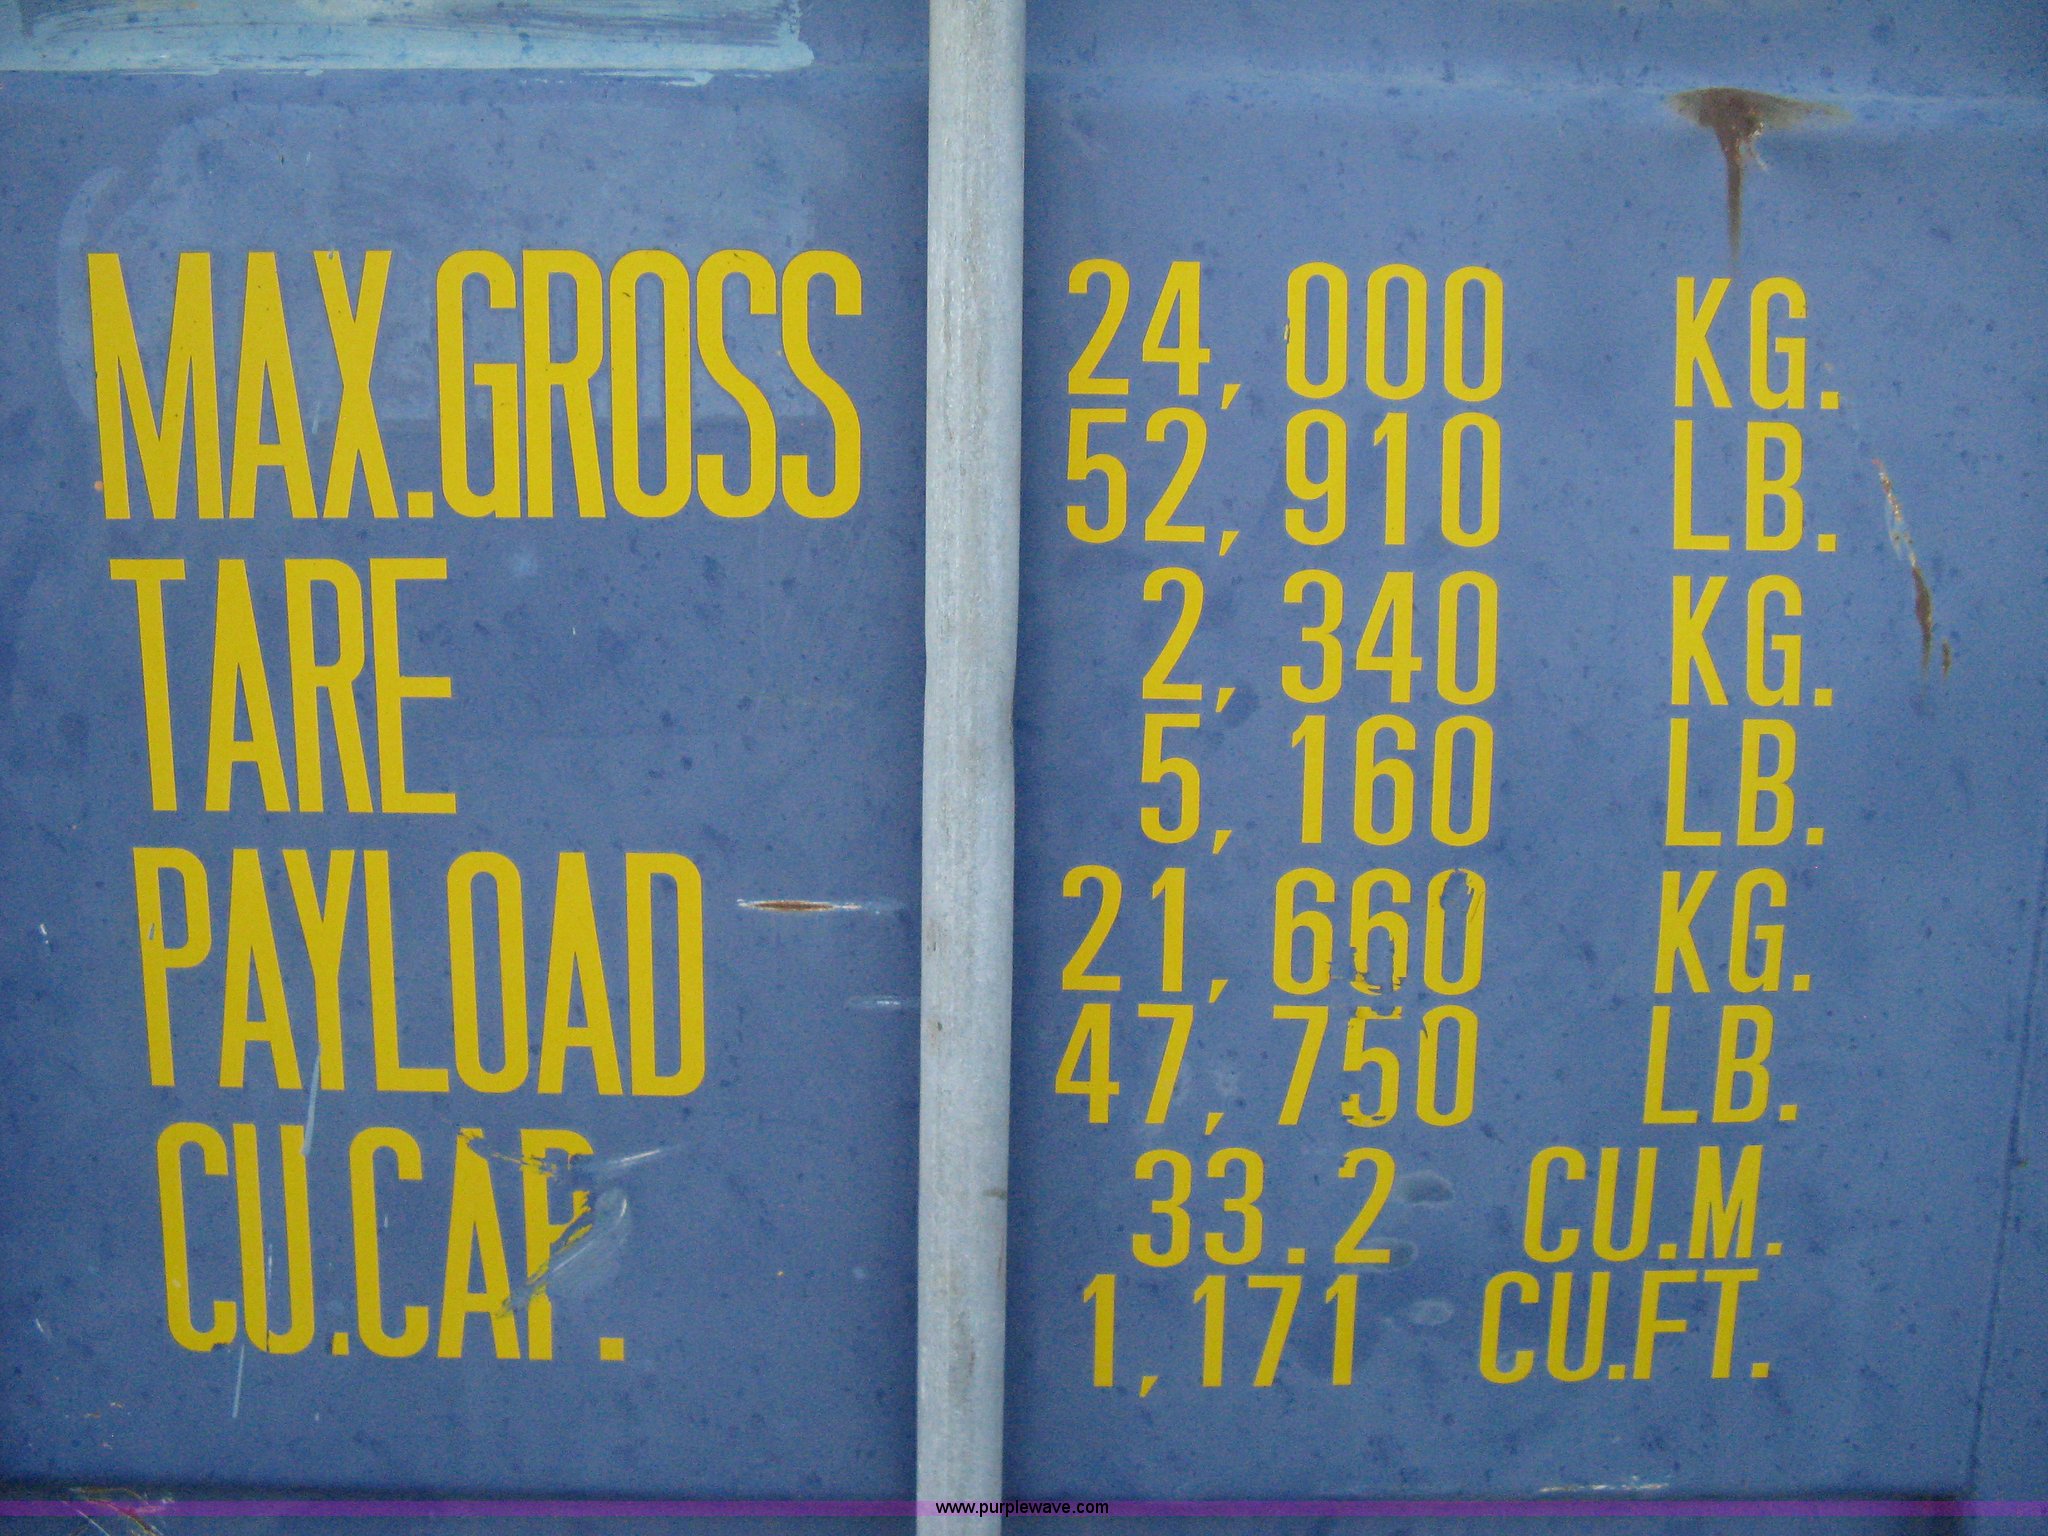 MAX.GROSS 24,000 KG.
52,910 LB.
TARE 2,340 KG.
5,160 LB.
PAYLOAD 21,660 KG.
47,750 LB.
CU.CAP. 33.2 CU.M.
1,171 CU.FT.
www.purplewave.com